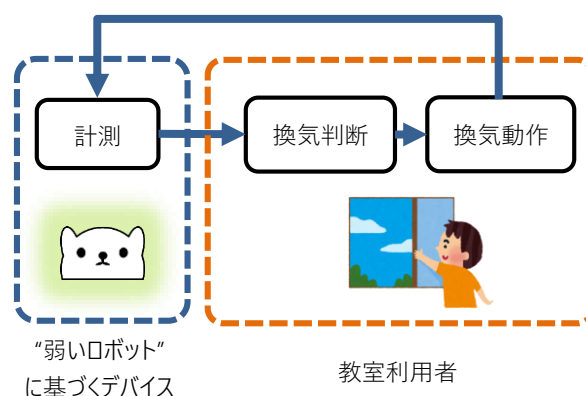 計測
換気判断
換気動作
“弱いロボット”
に基づくデバイス
教室利用者